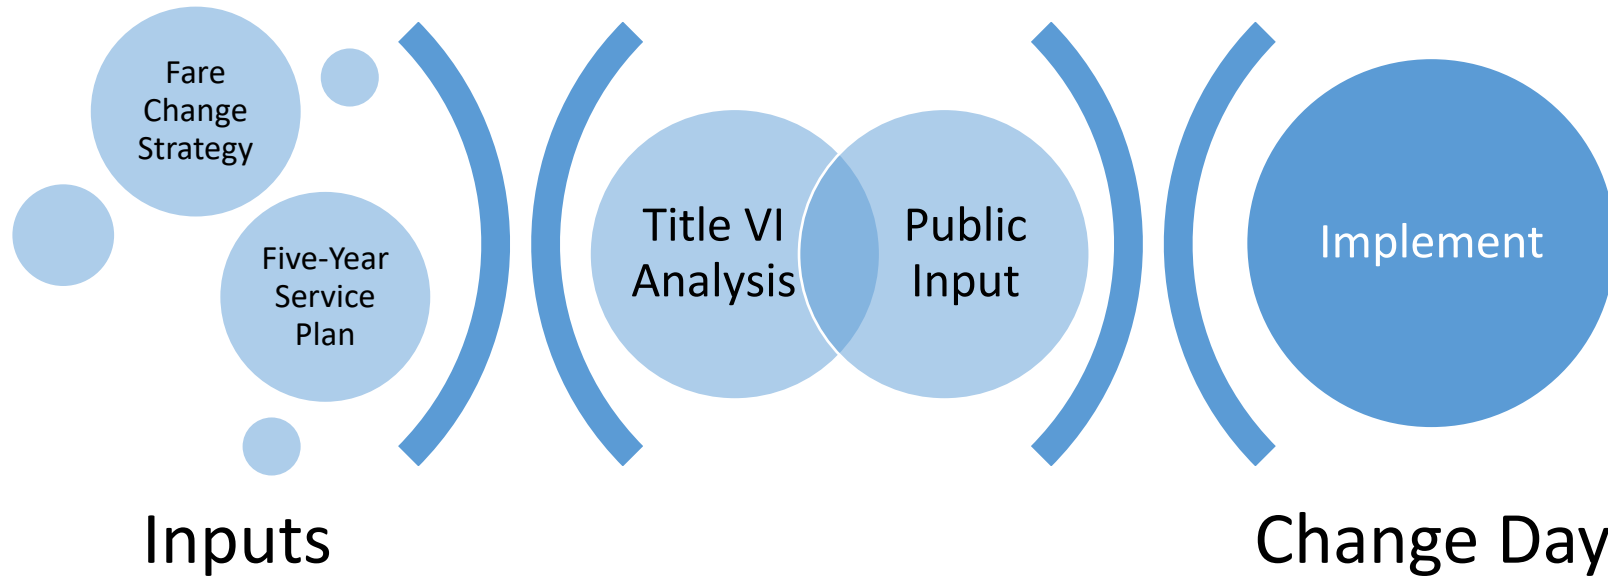 Fare
Change
Strategy
Five-Year
Service
Plan
Title VI
Analysis
Public
Input
Implement
Inputs
Change Day